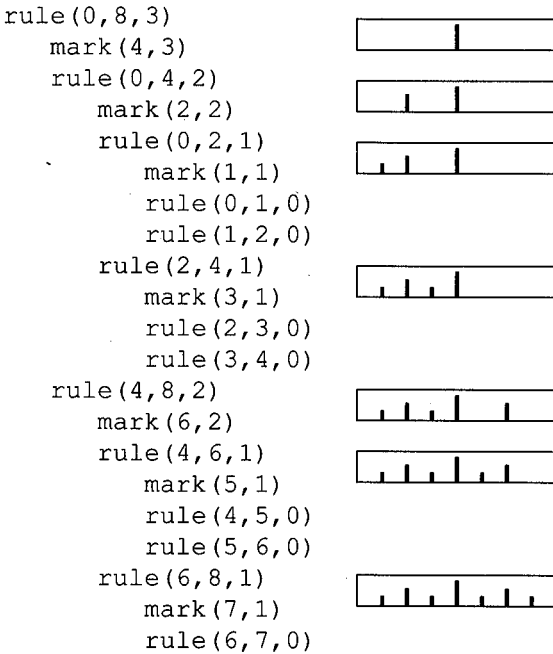 rule(0,8,3)
mark(4,3)
rule(0,4,2)
mark(2,2)
rule(0,2,1)
mark(1,1)
rule(0,1,0)
rule(1,2,0)
rule(2,4,1)
mark(3,1)
rule(2,3,0)
rule(3,4,0)
rule(4,8,2)
mark(6,2)
rule(4,6,1)
mark(5,1)
rule(4,5,0)
rule(5,6,0)
rule(6,8,1)
mark(7,1)
rule(6,7,0)